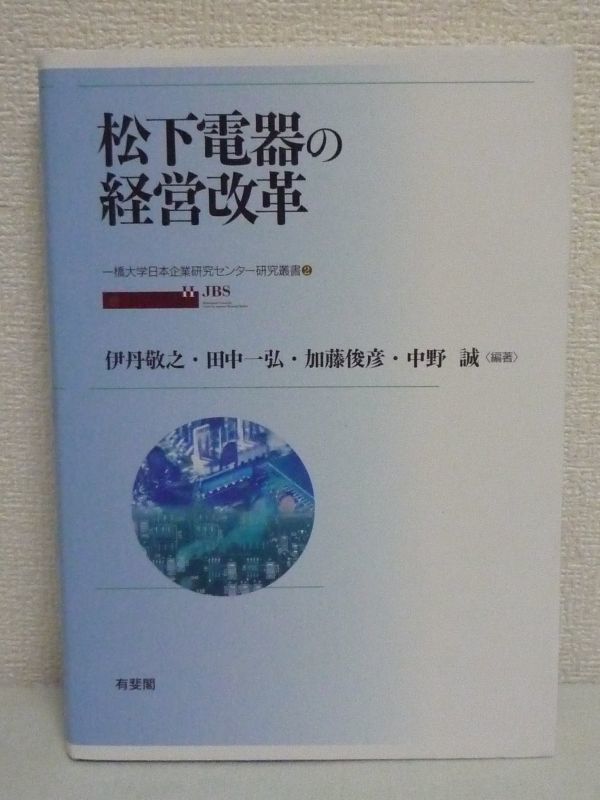 松下電器の
経営改革
一橋大学日本企業研究センター研究叢書❷
H JBS
伊丹敬之・田中一弘・加藤俊彦・中野 誠〈編著〉
有斐閣